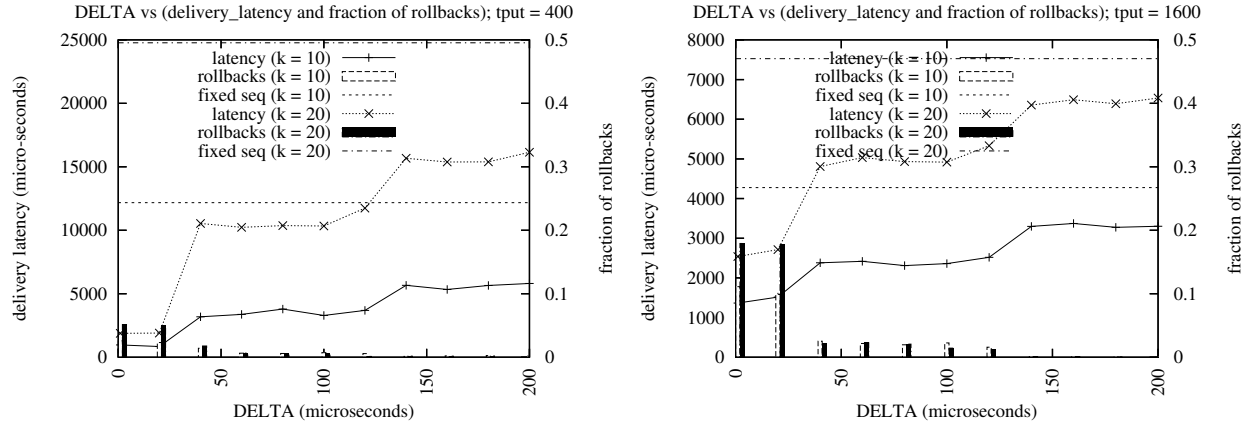 DELTA vs (delivery_latency and fraction of rollbacks); tput = 400
25000
20000
15000
10000
5000
0
delivery latency (micro-seconds)
latency (k = 10)
rollbacks (k = 10)
fixed seq (k = 10)
latency (k = 20)
rollbacks (k = 20)
fixed seq (k = 20)
0.5
0.4
0.3
0.2
0.1
0
fraction of rollbacks
0
50
100
150
200
DELTA (microseconds)
DELTA vs (delivery_latency and fraction of rollbacks); tput = 1600
8000
7000
6000
5000
4000
3000
2000
1000
0
delivery latency (micro-seconds)
latency (k = 10)
rollbacks (k = 10)
fixed seq (k = 10)
latency (k = 20)
rollbacks (k = 20)
fixed seq (k = 20)
0.5
0.4
0.3
0.2
0.1
0
fraction of rollbacks
0
50
100
150
200
DELTA (microseconds)